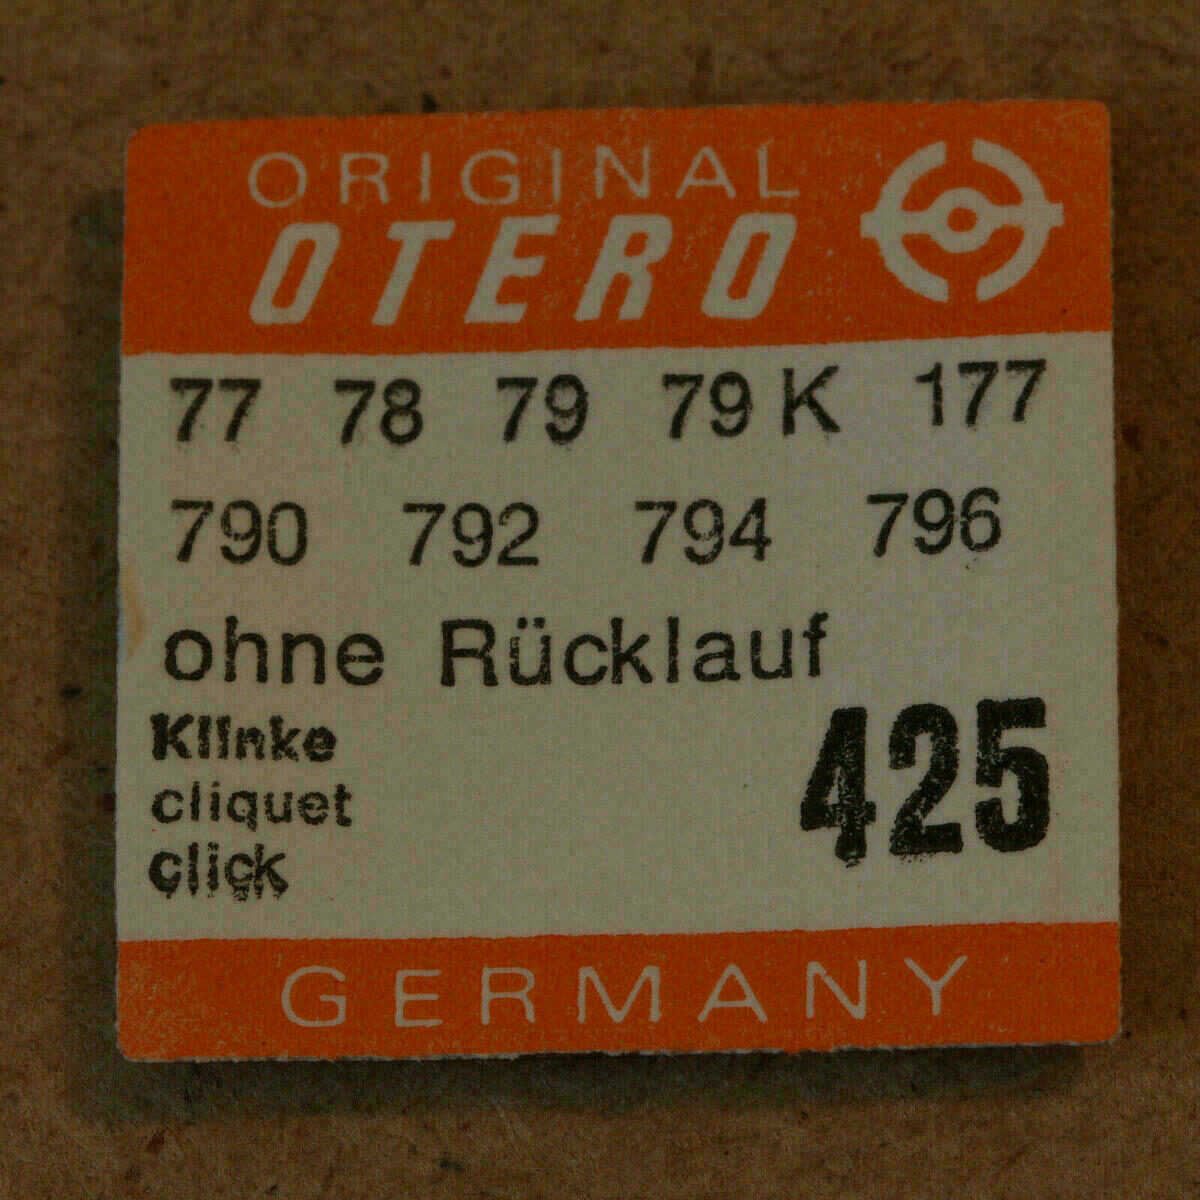 ORIGINAL
OTERO
77 78 79 79 K 177
790 792 794 796
ohne Rücklauf
Klinke
cliquet
click
425
GERMANY